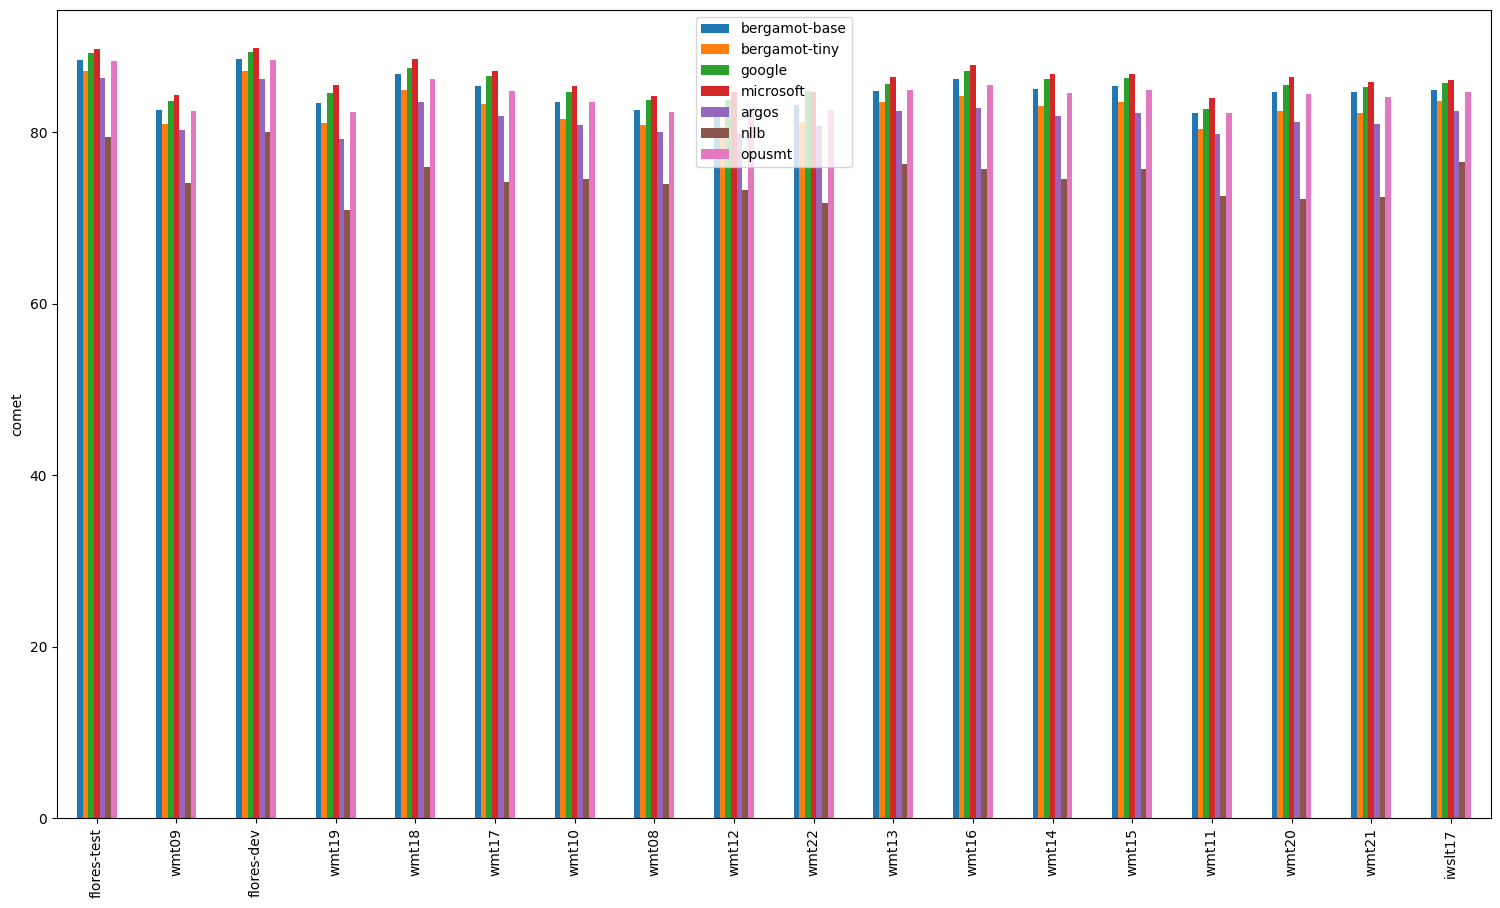 bergamot-base
bergamot-tiny
google
microsoft
argos
nllb
opusmt
comet
80
60
40
20
0
flores-test
wmt09
flores-dev
wmt19
wmt18
wmt17
wmt10
wmt08
wmt12
wmt22
wmt13
wmt16
wmt14
wmt15
wmt11
wmt20
wmt21
iwslt17